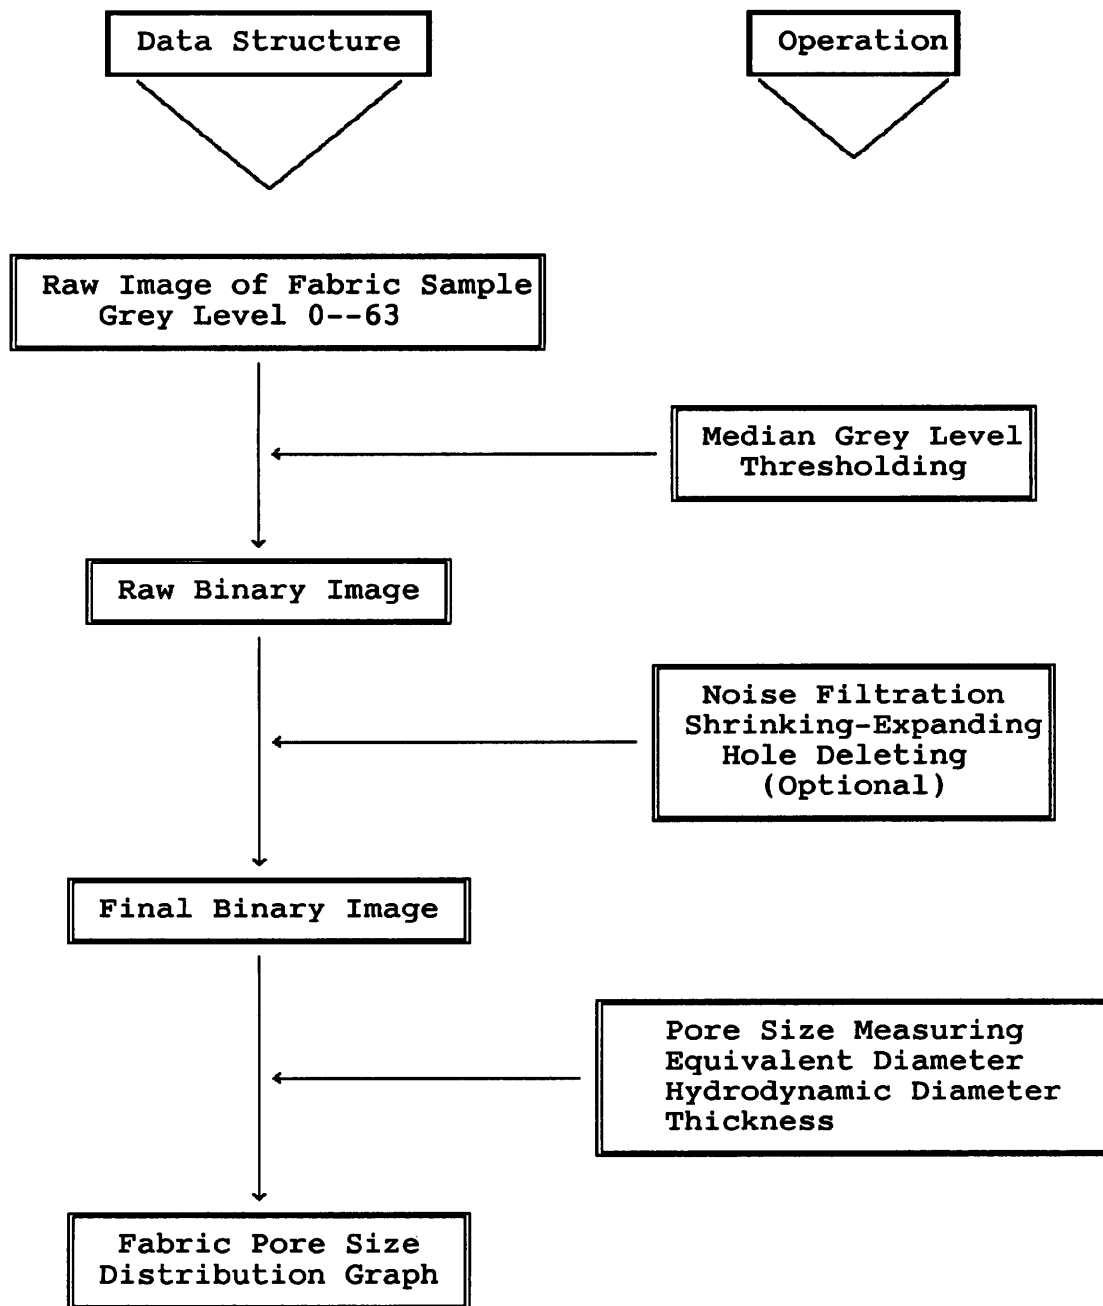 Data Structure
Operation
Raw Image of Fabric Sample
Grey Level 0--63
Median Grey Level
Thresholding
Raw Binary Image
Noise Filtration
Shrinking-Expanding
Hole Deleting
(Optional)
Final Binary Image
Pore Size Measuring
Equivalent Diameter
Hydrodynamic Diameter
Thickness
Fabric Pore Size
Distribution Graph